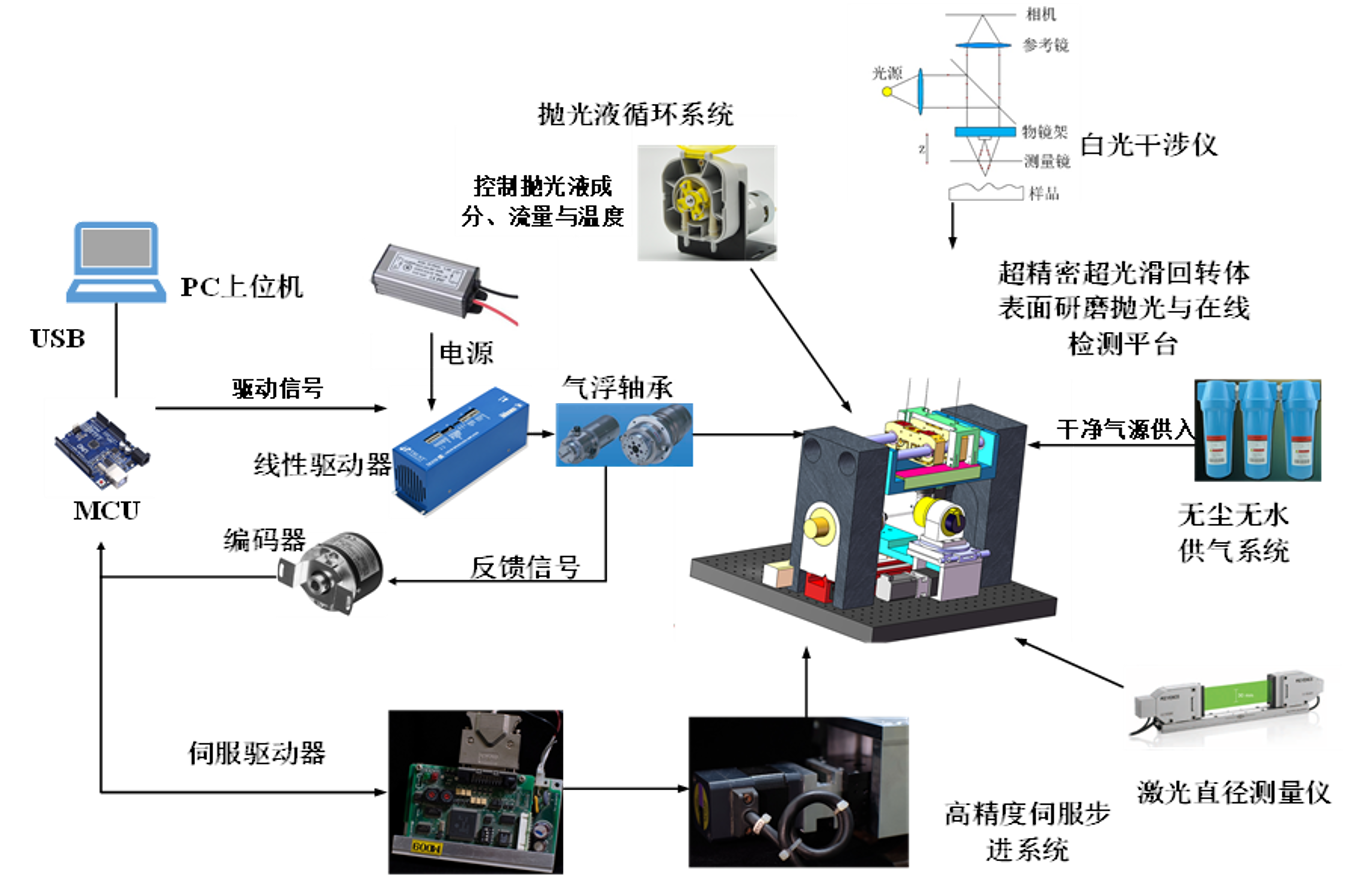 相机
参考镜
光源
物镜架
z
测量镜
样品
白光干涉仪
抛光液循环系统
控制抛光液成
分、流量与温度
PC上位机
USB
电源
超精密超光滑回转体
表面研磨抛光与在线
检测平台
驱动信号
气浮轴承
干净气源供入
线性驱动器
MCU
无尘无水
供气系统
编码器
反馈信号
伺服驱动器
600W
激光直径测量仪
高精度伺服步
进系统